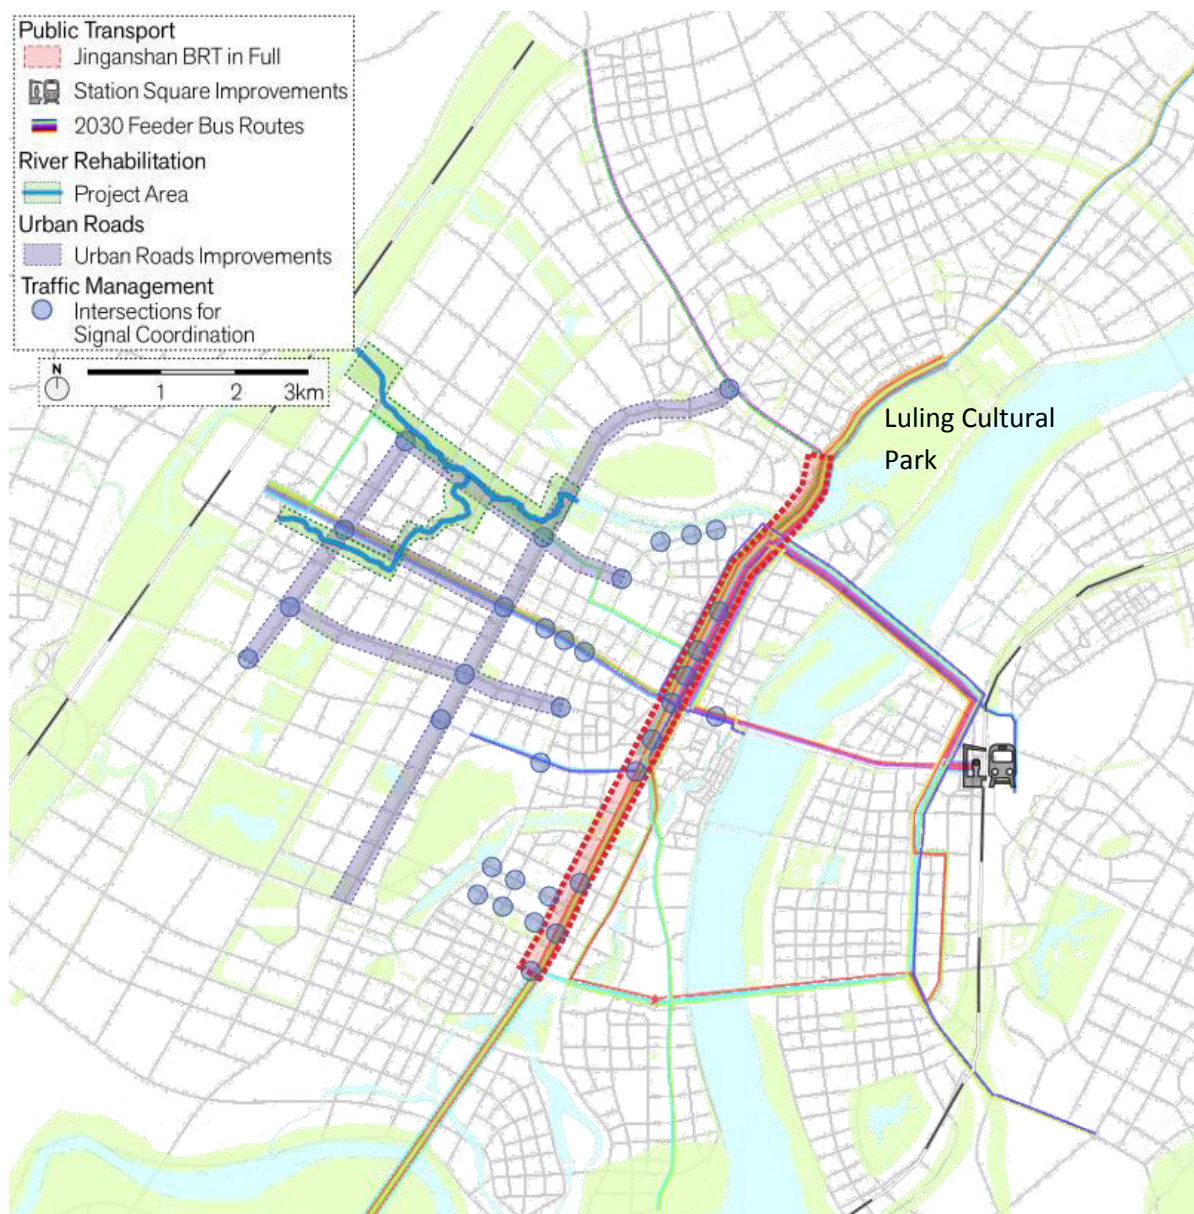 Public Transport
Jinganshan BRT in Full
Station Square Improvements
2030 Feeder Bus Routes
River Rehabilitation
Project Area
Urban Roads
Urban Roads Improvements
Traffic Management
Intersections for
Signal Coordination
N
1 2 3km
Luling Cultural
Park